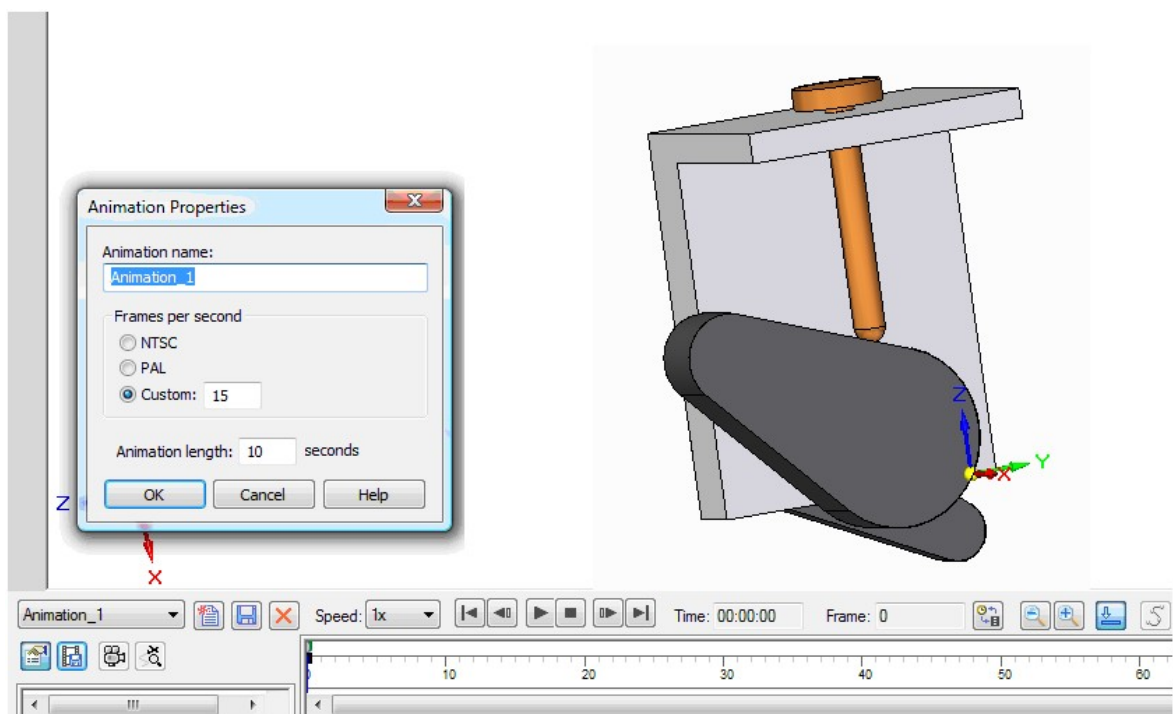 Animation Properties
Animation name:
Animation_1
Frames per second
NTSC
PAL
Custom: 15
Animation length: 10 seconds
OK Cancel Help
Z
X
Z
Y
X
Animation_1 Speed: 1x Time: 00:00:00 Frame: 0
10 20 30 40 50 60